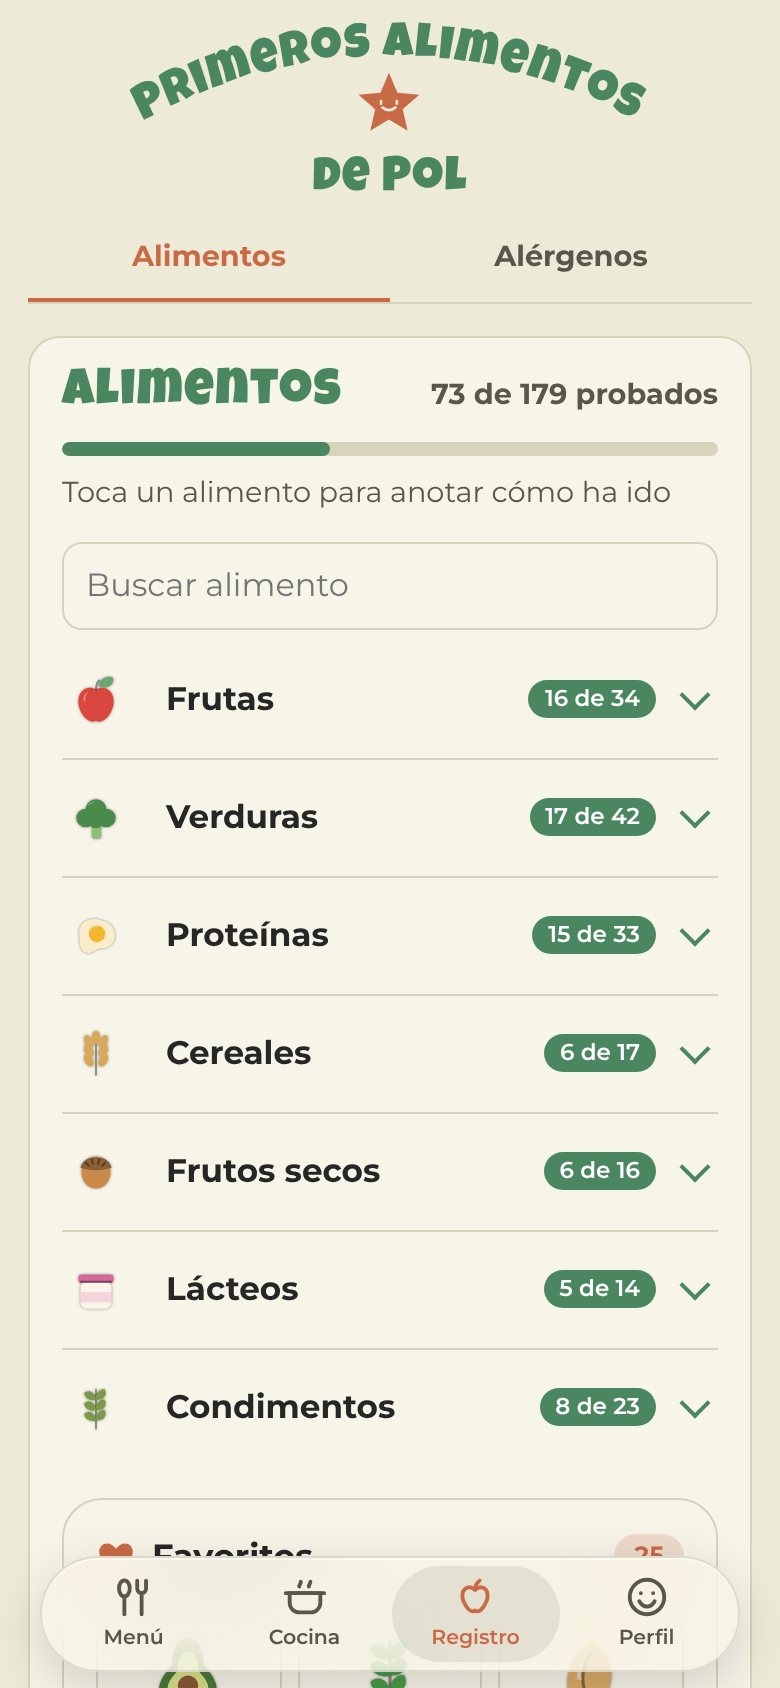 PRIMEROS ALIMENTOS
DE POL
Alimentos
Alérgenos
ALIMENTOS
73 de 179 probados
Toca un alimento para anotar cómo ha ido
Buscar alimento
Frutas
16 de 34
Verduras
17 de 42
Proteínas
15 de 33
Cereales
6 de 17
Frutos secos
6 de 16
Lácteos
5 de 14
Condimentos
8 de 23
Favoritos
25
Menú
Cocina
Registro
Perfil